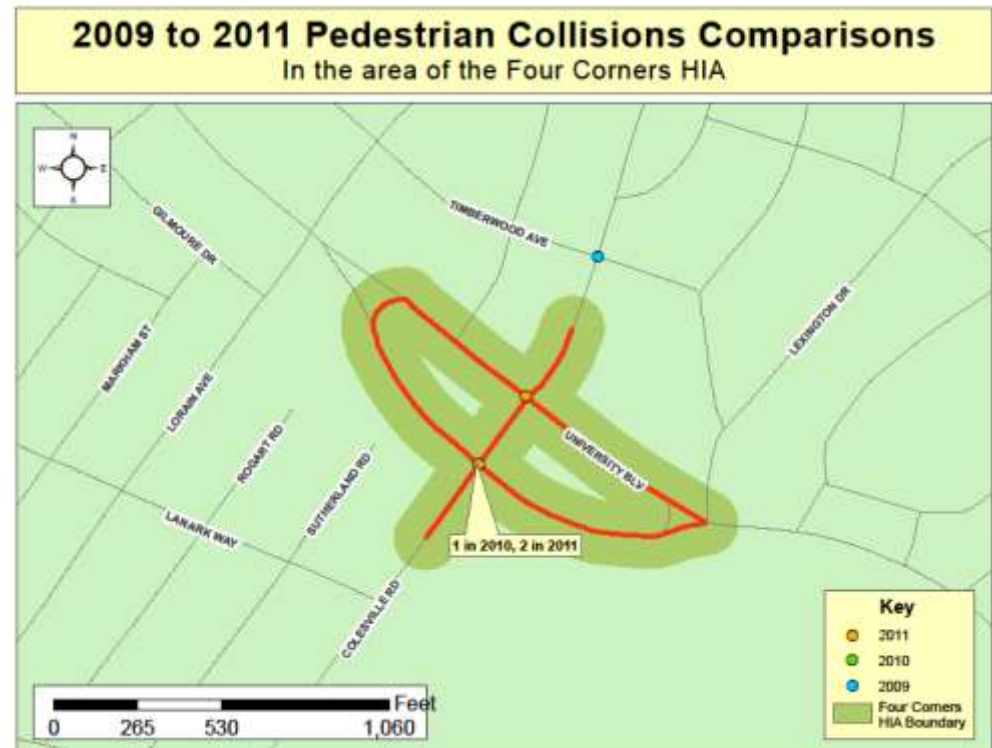 2009 to 2011 Pedestrian Collisions Comparisons
In the area of the Four Corners HIA
N
W E
S
GILMOURE DR
TIMBERWOOD AVE
MARKHAM ST
LORAIN AVE
LEXINGTON DR
ROGART RD
SUTHERLAND RD
UNIVERSITY BLV
LANARK WAY
1 in 2010, 2 in 2011
COLESVILLE RD
Key
2011
2010
2009
Four Corners
HIA Boundary
Feet
0 265 530 1,060